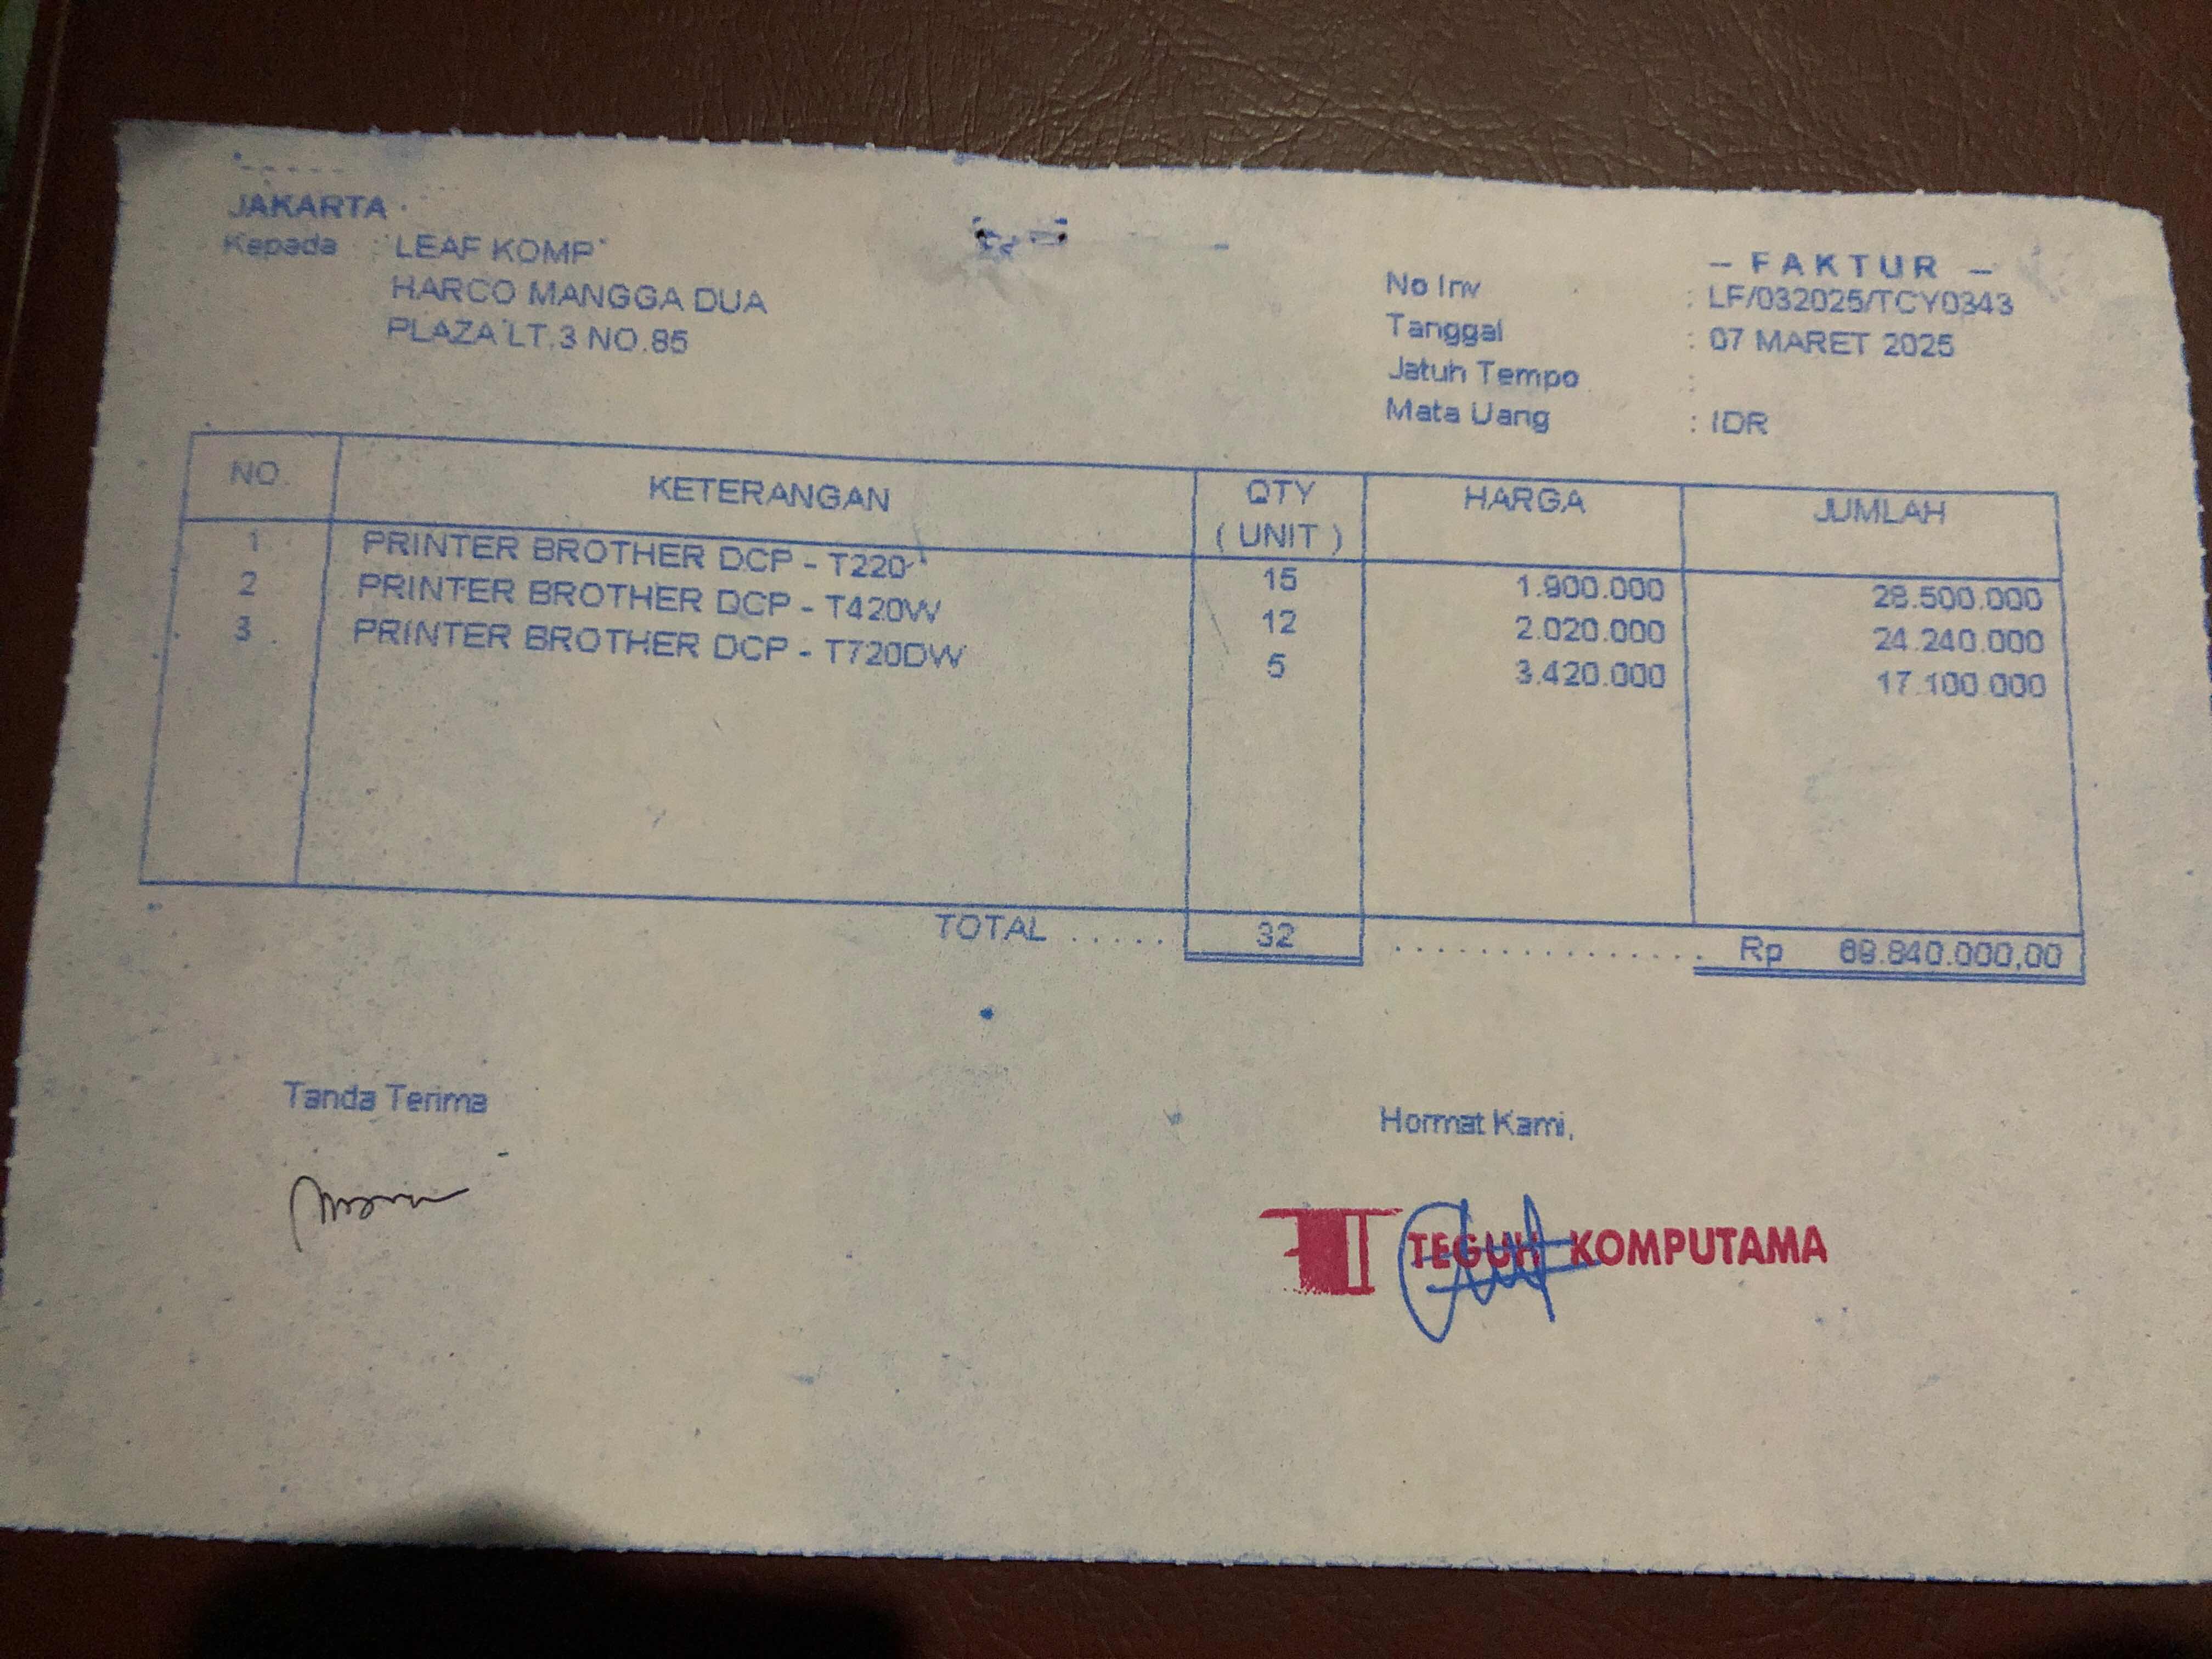 JAKARTA
Kepada : LEAF KOMP
HARCO MANGGA DUA
PLAZA LT.3 NO.85
– FAKTUR –
No Inv : LF/032025/TCY0343
Tanggal : 07 MARET 2025
Jatuh Tempo :
Mata Uang : IDR
NO. KETERANGAN QTY ( UNIT ) HARGA JUMLAH
1 PRINTER BROTHER DCP - T220 15 1.900.000 28.500.000
2 PRINTER BROTHER DCP - T420W 12 2.020.000 24.240.000
3 PRINTER BROTHER DCP - T720DW 5 3.420.000 17.100.000
TOTAL ..... 32 .............. Rp 69.840.000,00
Tanda Terima
Hormat Kami,
TEGUH KOMPUTAMA